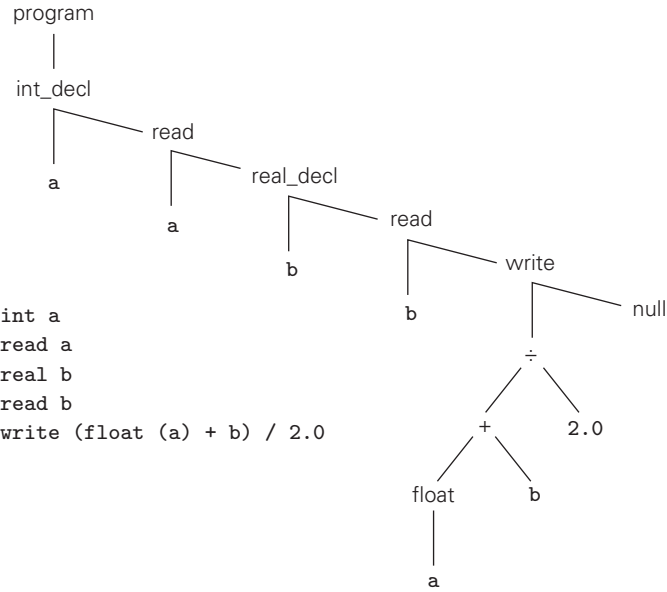 program
int_decl
read
a
real_decl
a
read
b
write
b
null
int a
read a
real b
read b
write (float (a) + b) / 2.0
÷
+
2.0
float
b
a